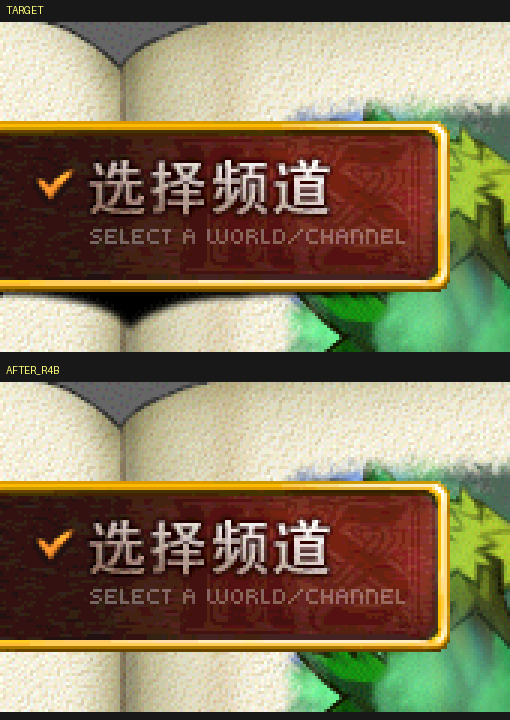 TARGET
选择频道
SELECT A WORLD/CHANNEL
AFTER_R4B
选择频道
SELECT A WORLD/CHANNEL